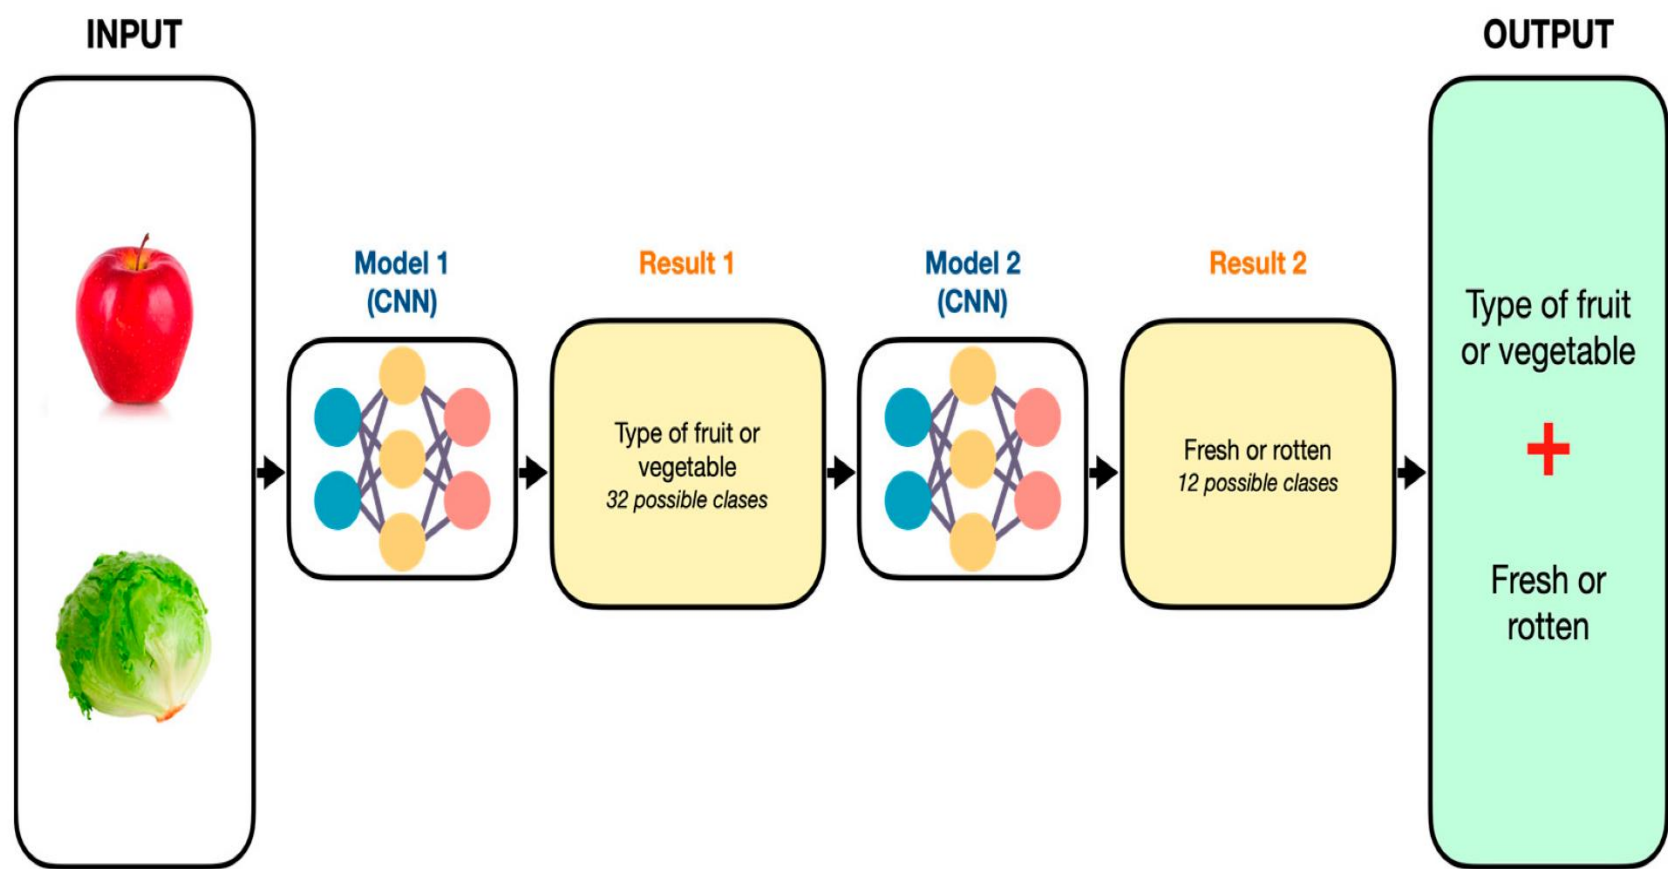 INPUT
OUTPUT
Model 1
(CNN)
Result 1
Model 2
(CNN)
Result 2
Type of fruit or
vegetable
32 possible clases
Fresh or rotten
12 possible clases
Type of fruit
or vegetable
+
Fresh or
rotten